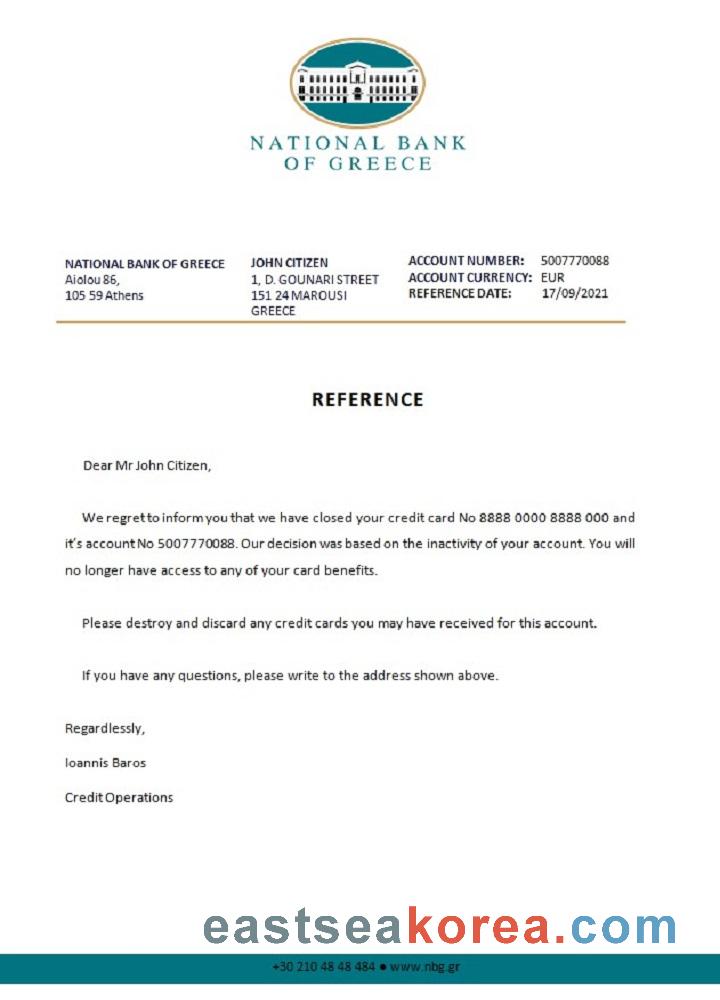 NATIONAL BANK
OF GREECE
NATIONAL BANK OF GREECE
Aiolou 86,
105 59 Athens
JOHN CITIZEN
1, D. GOUNARI STREET
151 24 MAROUSI
GREECE
ACCOUNT NUMBER: 5007770088
ACCOUNT CURRENCY: EUR
REFERENCE DATE: 17/09/2021
REFERENCE
Dear Mr John Citizen,
We regret to inform you that we have closed your credit card No 8888 0000 8888 000 and
it's account No 5007770088. Our decision was based on the inactivity of your account. You will
no longer have access to any of your card benefits.
Please destroy and discard any credit cards you may have received for this account.
If you have any questions, please write to the address shown above.
Regardlessly,
Ioannis Baros
Credit Operations
eastseakorea.com
+30 210 48 48 484 ● www.nbg.gr